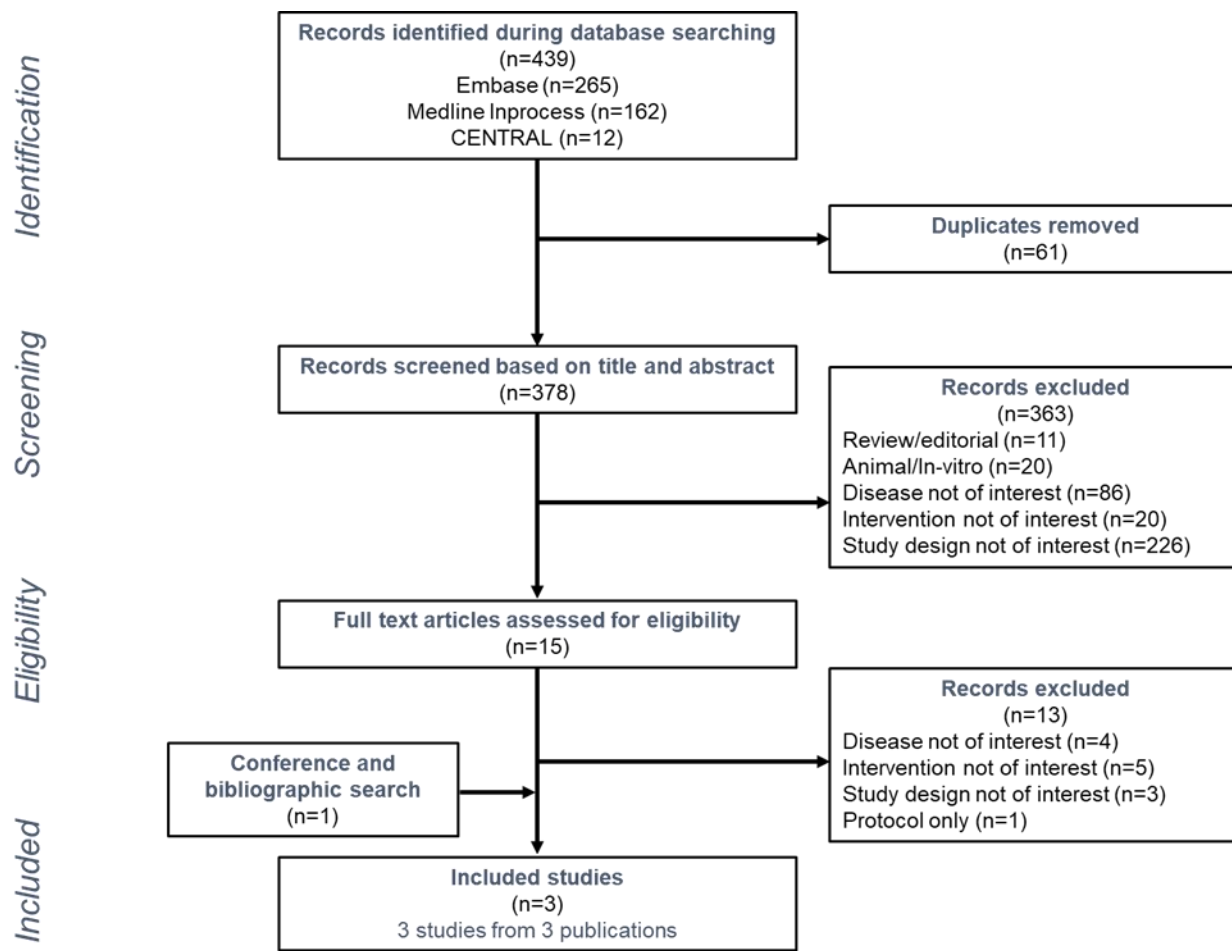 Identification
Records identified during database searching
(n=439)
Embase (n=265)
Medline Inprocess (n=162)
CENTRAL (n=12)
Duplicates removed
(n=61)
Screening
Records screened based on title and abstract
(n=378)
Records excluded
(n=363)
Review/editorial (n=11)
Animal/In-vitro (n=20)
Disease not of interest (n=86)
Intervention not of interest (n=20)
Study design not of interest (n=226)
Eligibility
Full text articles assessed for eligibility
(n=15)
Records excluded
(n=13)
Disease not of interest (n=4)
Intervention not of interest (n=5)
Study design not of interest (n=3)
Protocol only (n=1)
Conference and
bibliographic search
(n=1)
Included
Included studies
(n=3)
3 studies from 3 publications